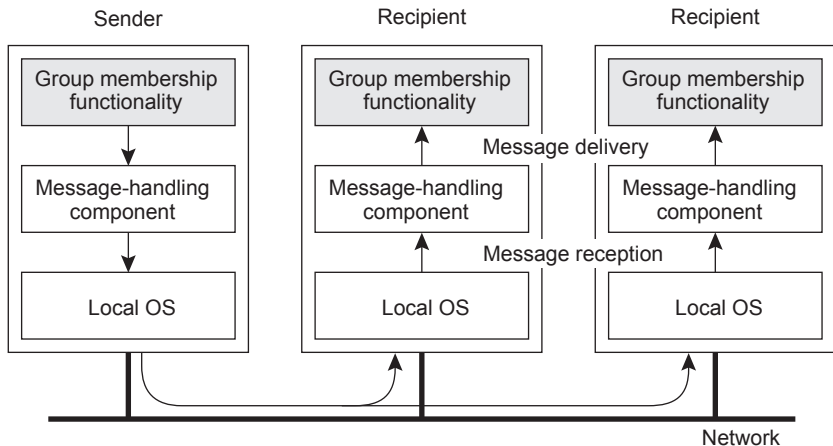 Sender
Recipient
Recipient
Group membership
functionality
Group membership
functionality
Group membership
functionality
Message delivery
Message-handling
component
Message-handling
component
Message-handling
component
Message reception
Local OS
Local OS
Local OS
Network